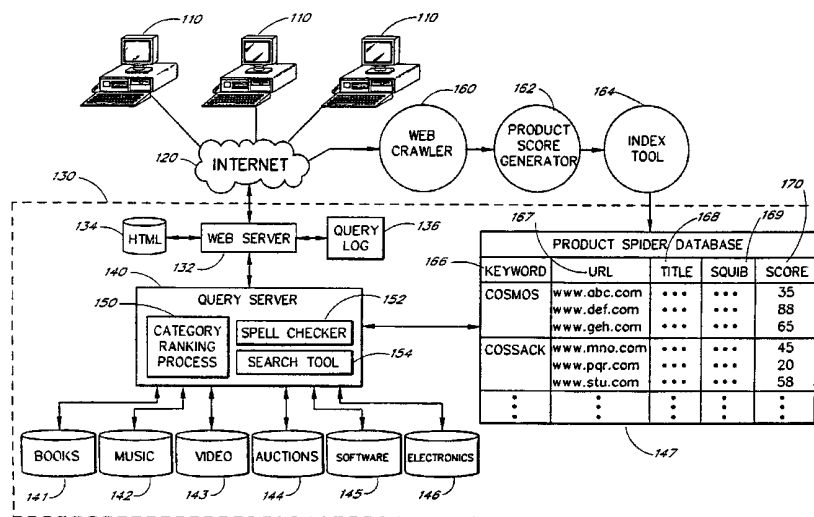 110
110
110
160
162
164
WEB
CRAWLER
PRODUCT
SCORE
GENERATOR
INDEX
TOOL
120
INTERNET
130
134
HTML
WEB SERVER
132
QUERY
LOG
136
167
168
169
170
166
PRODUCT SPIDER DATABASE
KEYWORD URL TITLE SQUIB SCORE
COSMOS www.abc.com ••• ••• 35
www.def.com ••• ••• 88
www.geh.com ••• ••• 65
COSSACK www.mno.com ••• ••• 45
www.pqr.com ••• ••• 20
www.stu.com ••• ••• 58
147
140
QUERY SERVER
150
CATEGORY
RANKING
PROCESS
152
SPELL CHECKER
SEARCH TOOL
154
BOOKS
MUSIC
VIDEO
AUCTIONS
SOFTWARE
ELECTRONICS
141
142
143
144
145
146